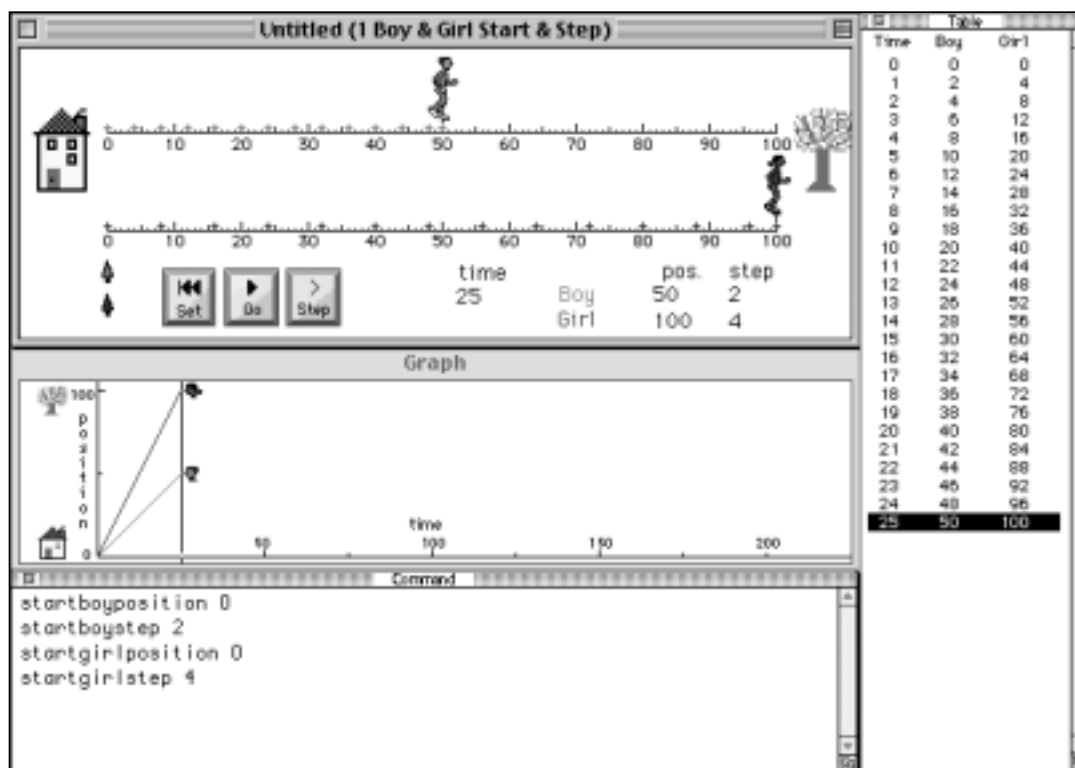 Untitled (1 Boy & Girl Start & Step)
0 10 20 30 40 50 60 70 80 90 100
0 10 20 30 40 50 60 70 80 90 100
time pos. step
25 Boy 50 2
Girl 100 4
Set Go Step
Graph
100
position
0
time
50 100 150 200
Command
startboyposition 0
startboystep 2
startgirlposition 0
startgirlstep 4
Table
Time Boy Girl
0 0 0
1 2 4
2 4 8
3 6 12
4 8 16
5 10 20
6 12 24
7 14 28
8 16 32
9 18 36
10 20 40
11 22 44
12 24 48
13 26 52
14 28 56
15 30 60
16 32 64
17 34 68
18 36 72
19 38 76
20 40 80
21 42 84
22 44 88
23 46 92
24 48 96
25 50 100